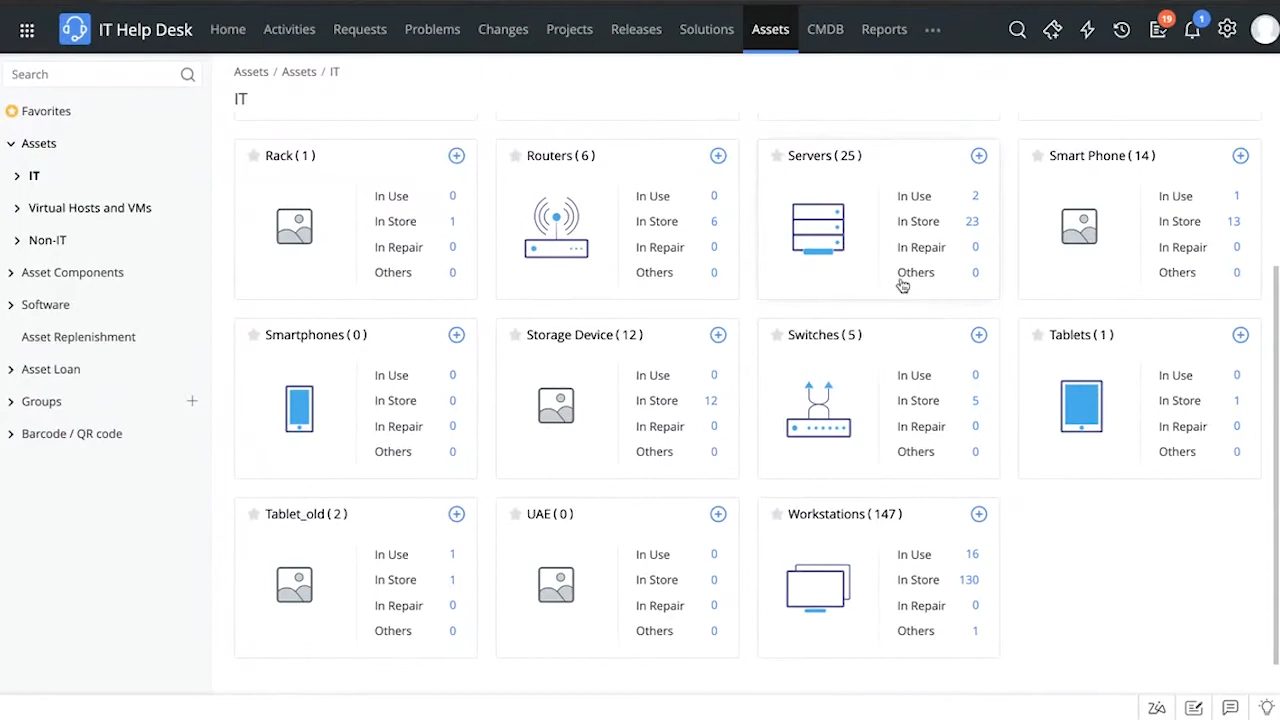 IT Help Desk Home Activities Requests Problems Changes Projects Releases Solutions Assets CMDB Reports 19 1
Search
Favorites
Assets
IT
Virtual Hosts and VMs
Non-IT
Asset Components
Software
Asset Replenishment
Asset Loan
Groups
Barcode / QR code
Assets / Assets / IT
IT
Rack ( 1 )
In Use 0
In Store 1
In Repair 0
Others 0
Routers ( 6 )
In Use 0
In Store 6
In Repair 0
Others 0
Servers ( 25 )
In Use 2
In Store 23
In Repair 0
Others 0
Smart Phone ( 14 )
In Use 1
In Store 13
In Repair 0
Others 0
Smartphones ( 0 )
In Use 0
In Store 0
In Repair 0
Others 0
Storage Device ( 12 )
In Use 0
In Store 12
In Repair 0
Others 0
Switches ( 5 )
In Use 0
In Store 5
In Repair 0
Others 0
Tablets ( 1 )
In Use 0
In Store 1
In Repair 0
Others 0
Tablet_old ( 2 )
In Use 1
In Store 1
In Repair 0
Others 0
UAE ( 0 )
In Use 0
In Store 0
In Repair 0
Others 0
Workstations ( 147 )
In Use 16
In Store 130
In Repair 0
Others 1